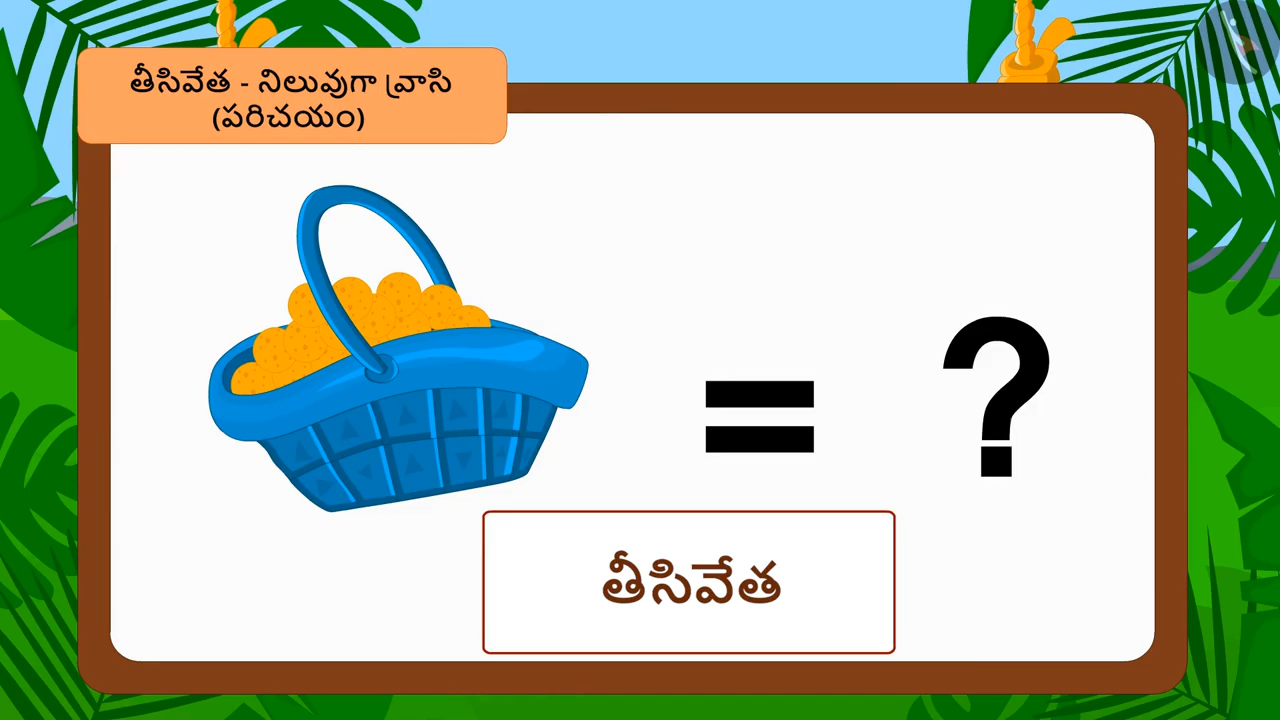 తీసివేత - నిలువుగా వ్రాసి
(పరిచయం)
= ?
తీసివేత